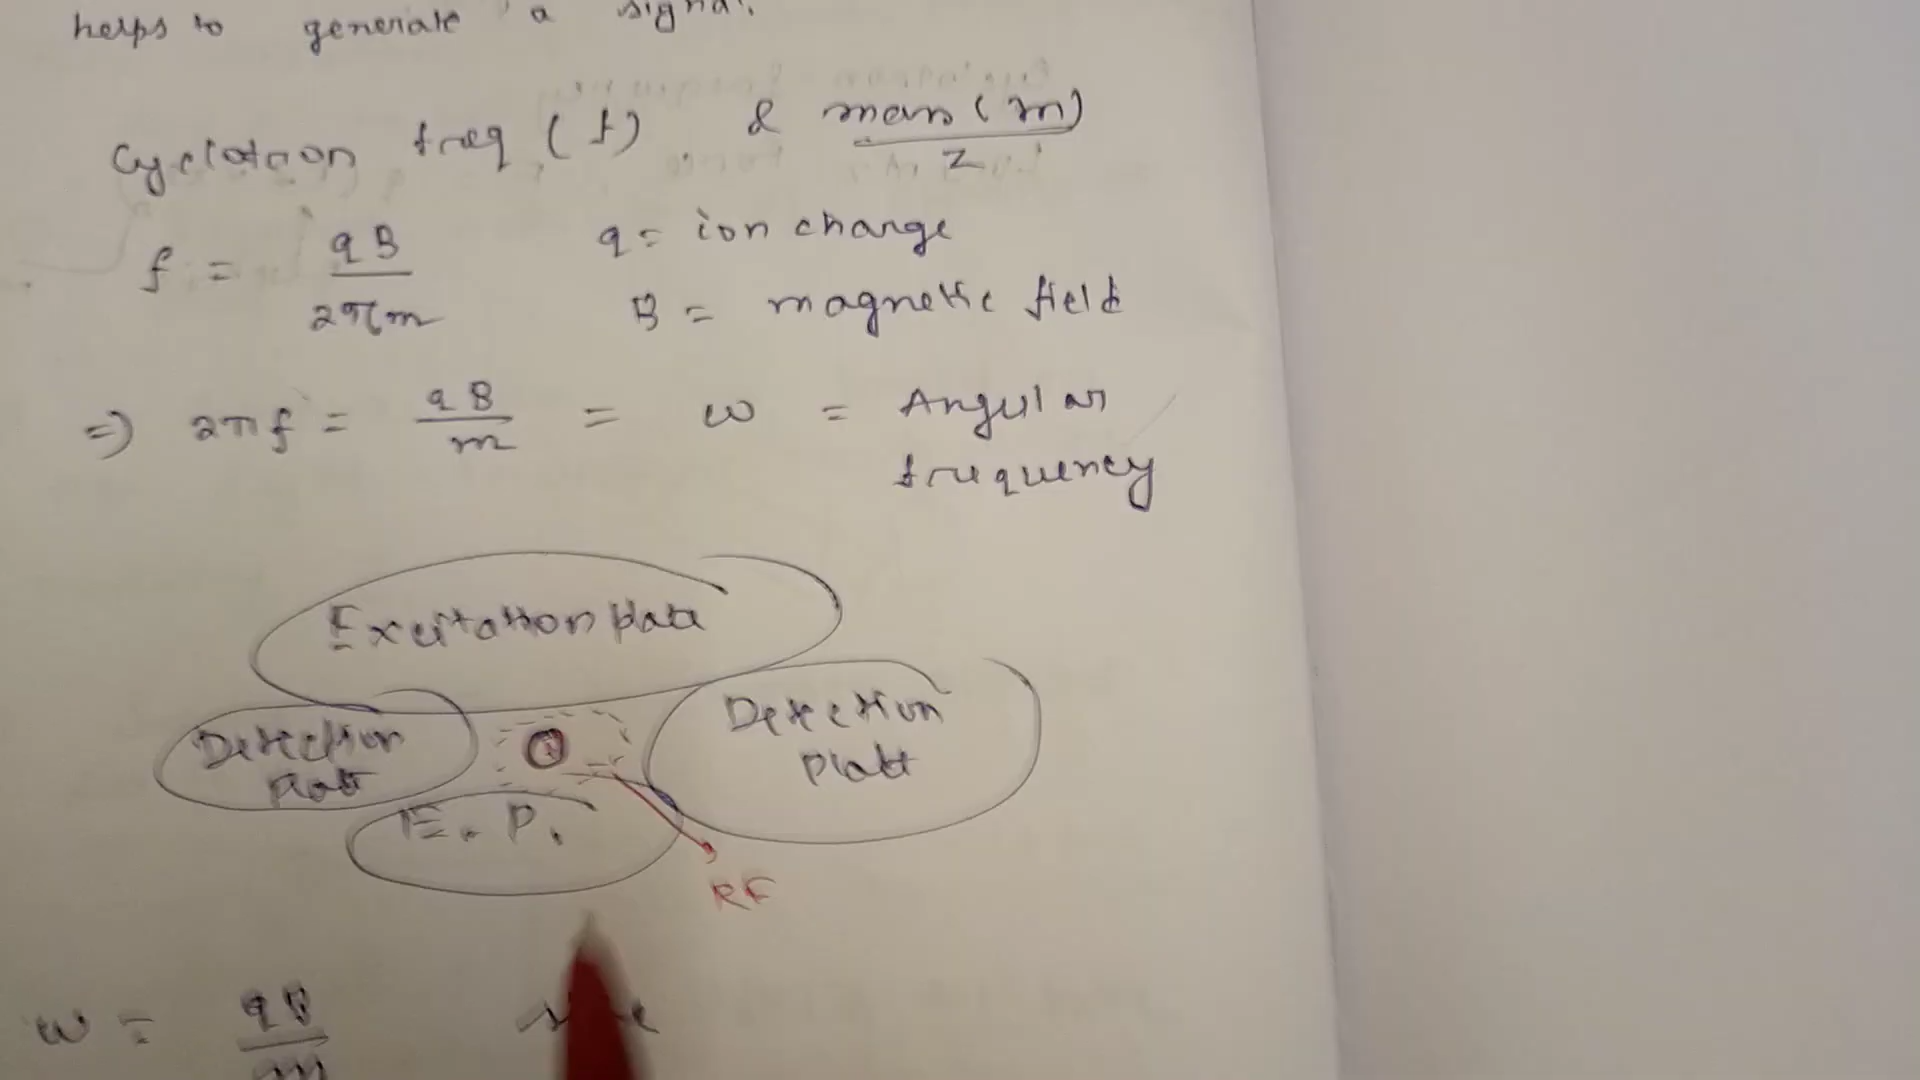 helps to generate a signal.
Cyclotron freq (f) & mass (m)
z
f = qB
2πm
q = ion charge
B = magnetic field
=> 2πf = qB
m
= ω = Angular
frequency
Excitation plate
Detection
plate
Detection
plate
E. P.
RF
ω = qB
m